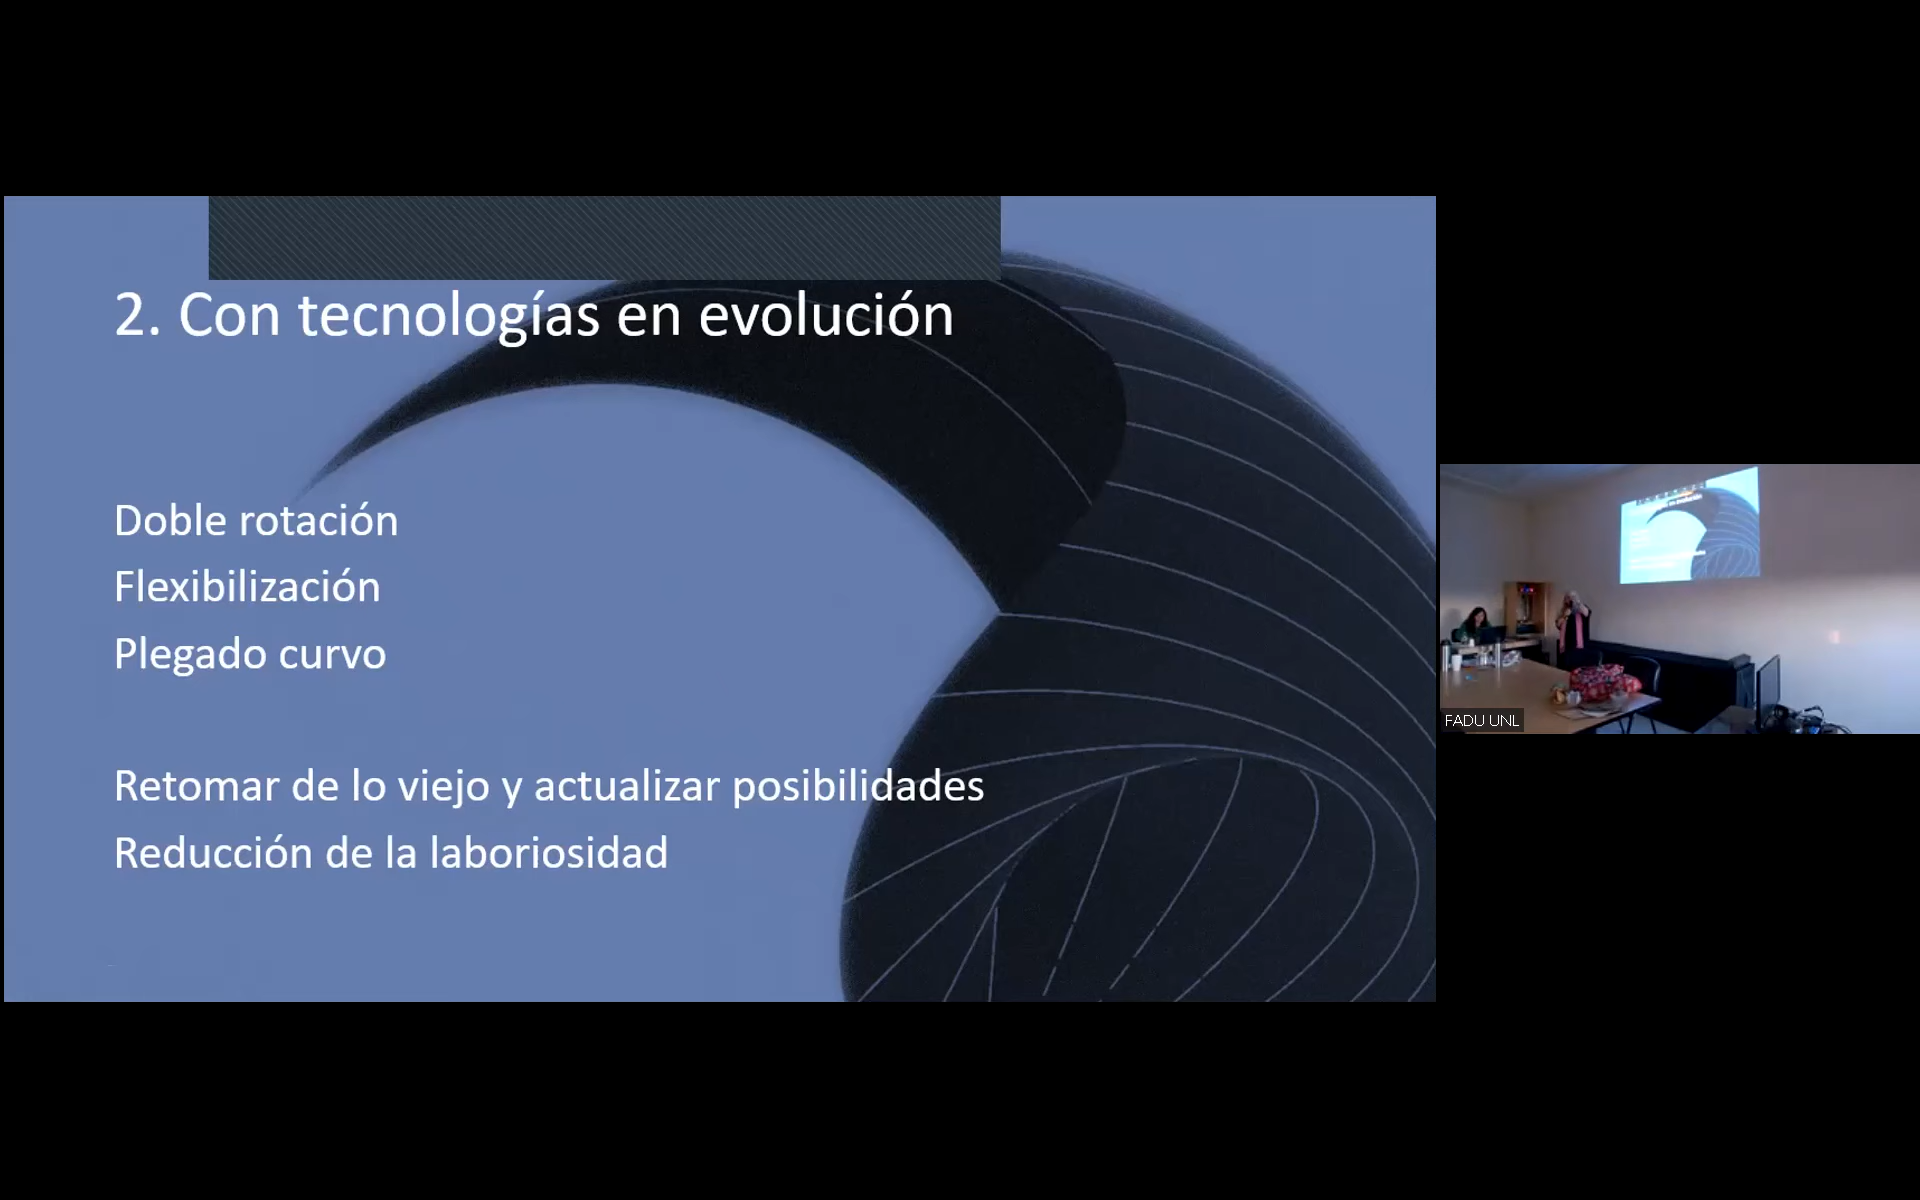 2. Con tecnologías en evolución
Doble rotación
Flexibilización
Plegado curvo
Retomar de lo viejo y actualizar posibilidades
Reducción de la laboriosidad
FADU UNL